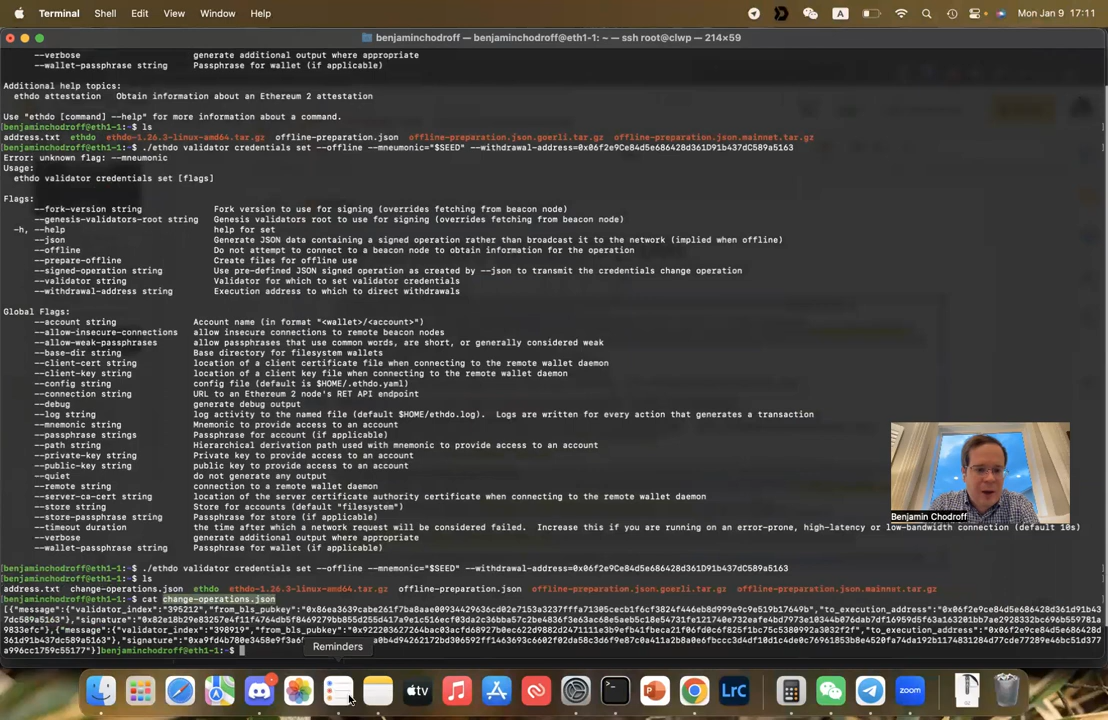 Terminal Shell Edit View Window Help
A Mon Jan 9 17:11
benjaminchodroff — benjaminchodroff@eth1-1: ~ — ssh root@clwp — 214×59
--verbose generate additional output where appropriate
--wallet-passphrase string Passphrase for wallet (if applicable)
Additional help topics:
ethdo attestation Obtain information about an Ethereum 2 attestation
Use "ethdo [command] --help" for more information about a command.
[benjaminchodroff@eth1-1:~$ ls
address.txt ethdo ethdo-1.26.3-linux-amd64.tar.gz offline-preparation.json offline-preparation.json.goerli.tar.gz offline-preparation.json.mainnet.tar.gz
[benjaminchodroff@eth1-1:~$ ./ethdo validator credentials set --offline --mneumonic="$SEED" --withdrawal-address=0x06f2e9Ce84d5e686428d361D91b437dC589a5163
Error: unknown flag: --mneumonic
Usage:
ethdo validator credentials set [flags]
Flags:
--fork-version string Fork version to use for signing (overrides fetching from beacon node)
--genesis-validators-root string Genesis validators root to use for signing (overrides fetching from beacon node)
-h, --help help for set
--json Generate JSON data containing a signed operation rather than broadcast it to the network (implied when offline)
--offline Do not attempt to connect to a beacon node to obtain information for the operation
--prepare-offline Create files for offline use
--signed-operation string Use pre-defined JSON signed operation as created by --json to transmit the credentials change operation
--validator string Validator for which to set validator credentials
--withdrawal-address string Execution address to which to direct withdrawals
Global Flags:
--account string Account name (in format "<wallet>/<account>")
--allow-insecure-connections allow insecure connections to remote beacon nodes
--allow-weak-passphrases allow passphrases that use common words, are short, or generally considered weak
--base-dir string Base directory for filesystem wallets
--client-cert string location of a client certificate file when connecting to the remote wallet daemon
--client-key string location of a client key file when connecting to the remote wallet daemon
--config string config file (default is $HOME/.ethdo.yaml)
--connection string URL to an Ethereum 2 node's RET API endpoint
--debug generate debug output
--log string log activity to the named file (default $HOME/ethdo.log). Logs are written for every action that generates a transaction
--mnemonic string Mnemonic to provide access to an account
--passphrase strings Passphrase for account (if applicable)
--path string Hierarchical derivation path used with mnemonic to provide access to an account
--private-key string Private key to provide access to an account
--public-key string public key to provide access to an account
--quiet do not generate any output
--remote string connection to a remote wallet daemon
--server-ca-cert string location of the server certificate authority certificate when connecting to the remote wallet daemon
--store string Store for accounts (default "filesystem")
--store-passphrase string Passphrase for store (if applicable)
--timeout duration the time after which a network request will be considered failed. Increase this if you are running on an error-prone, high-latency or low-bandwidth connection (default 10s)
--verbose generate additional output where appropriate
--wallet-passphrase string Passphrase for wallet (if applicable)
Benjamin Chodroff
[benjaminchodroff@eth1-1:~$ ./ethdo validator credentials set --offline --mnemonic="$SEED" --withdrawal-address=0x06f2e9Ce84d5e686428d361D91b437dC589a5163
[benjaminchodroff@eth1-1:~$ ls
address.txt change-operations.json ethdo ethdo-1.26.3-linux-amd64.tar.gz offline-preparation.json offline-preparation.json.goerli.tar.gz offline-preparation.json.mainnet.tar.gz
[benjaminchodroff@eth1-1:~$ cat change-operations.json
[{"message":{"validator_index":"395212","from_bls_pubkey":
"to_execution_address":"0x06f2e9ce84d5e686428d361d91b43
7dc589a5163"},"signature":
"},{"message":{"validator_index":"398919","from_bls_pubkey":
"to_execution_address":"0x06f2e9ce84d5e686428d
361d91b437dc589a5163"},"signature":
a996cc1759c55177"}]benjaminchodroff@eth1-1:~$
Reminders
tv
LrC
zoom